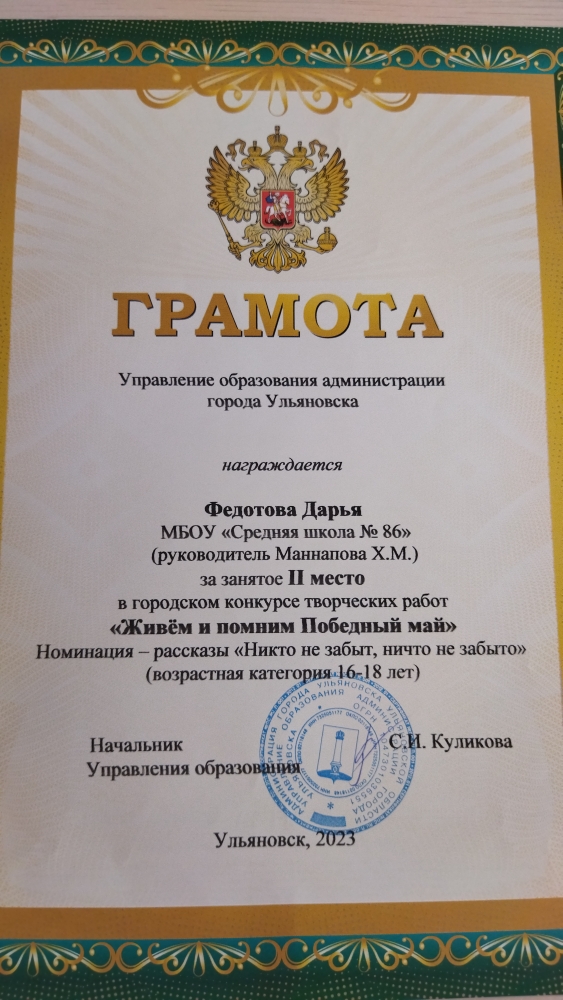 ГРАМОТА
Управление образования администрации
города Ульяновска
награждается
Федотова Дарья
МБОУ «Средняя школа № 86»
(руководитель Маннапова Х.М.)
за занятое II место
в городском конкурсе творческих работ
«Живём и помним Победный май»
Номинация – рассказы «Никто не забыт, ничто не забыто»
(возрастная категория 16-18 лет)
Начальник
Управления образования
С.И. Куликова
Ульяновск, 2023